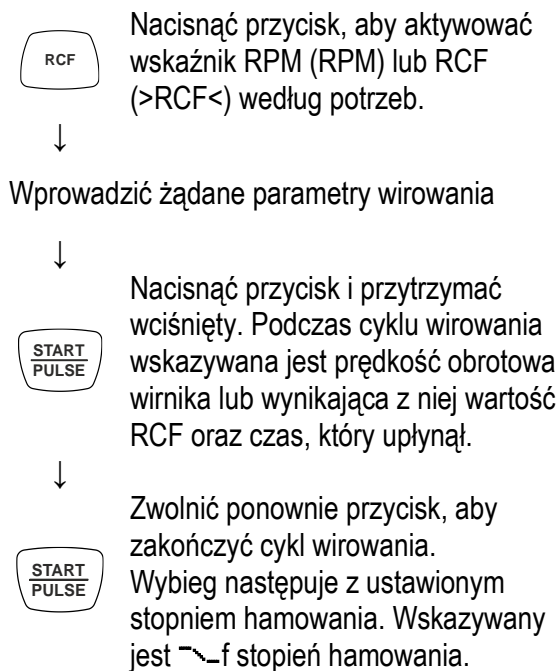 Nacisnąć przycisk, aby aktywować
RCF
wskaźnik RPM (RPM) lub RCF
(>RCF<) według potrzeb.
↓
Wprowadzić żądane parametry wirowania
↓
Nacisnąć przycisk i przytrzymać
wciśnięty. Podczas cyklu wirowania
START
PULSE
wskazywana jest prędkość obrotowa
wirnika lub wynikająca z niej wartość
RCF oraz czas, który upłynął.
↓
Zwolnić ponownie przycisk, aby
zakończyć cykl wirowania.
START
PULSE
Wybieg następuje z ustawionym
stopniem hamowania. Wskazywany
jest f stopień hamowania.